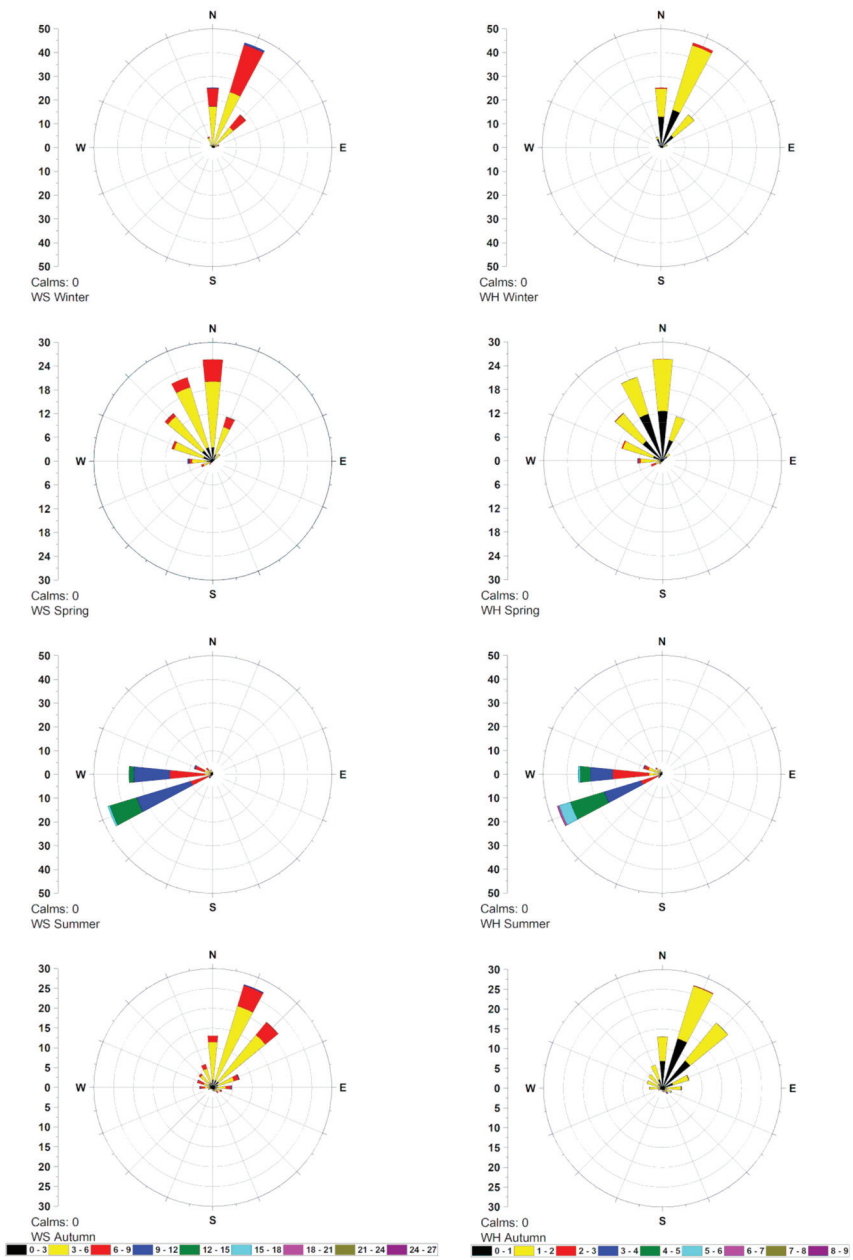 N
N
50
40
30
20
10
0
10
20
30
40
50
W
E
S
Calms: 0
WS Winter
50
40
30
20
10
0
10
20
30
40
50
W
E
S
Calms: 0
WH Winter
N
N
30
24
18
12
6
0
6
12
18
24
30
W
E
S
Calms: 0
WS Spring
30
24
18
12
6
0
6
12
18
24
30
W
E
S
Calms: 0
WH Spring
N
N
50
40
30
20
10
0
10
20
30
40
50
W
E
S
Calms: 0
WS Summer
50
40
30
20
10
0
10
20
30
40
50
W
E
S
Calms: 0
WH Summer
N
N
30
25
20
15
10
5
0
5
10
15
20
25
30
W
E
S
Calms: 0
WS Autumn
30
25
20
15
10
5
0
5
10
15
20
25
30
W
E
S
Calms: 0
WH Autumn
0 - 3 3 - 6 6 - 9 9 - 12 12 - 15 15 - 18 18 - 21 21 - 24 24 - 27
0 - 1 1 - 2 2 - 3 3 - 4 4 - 5 5 - 6 6 - 7 7 - 8 8 - 9